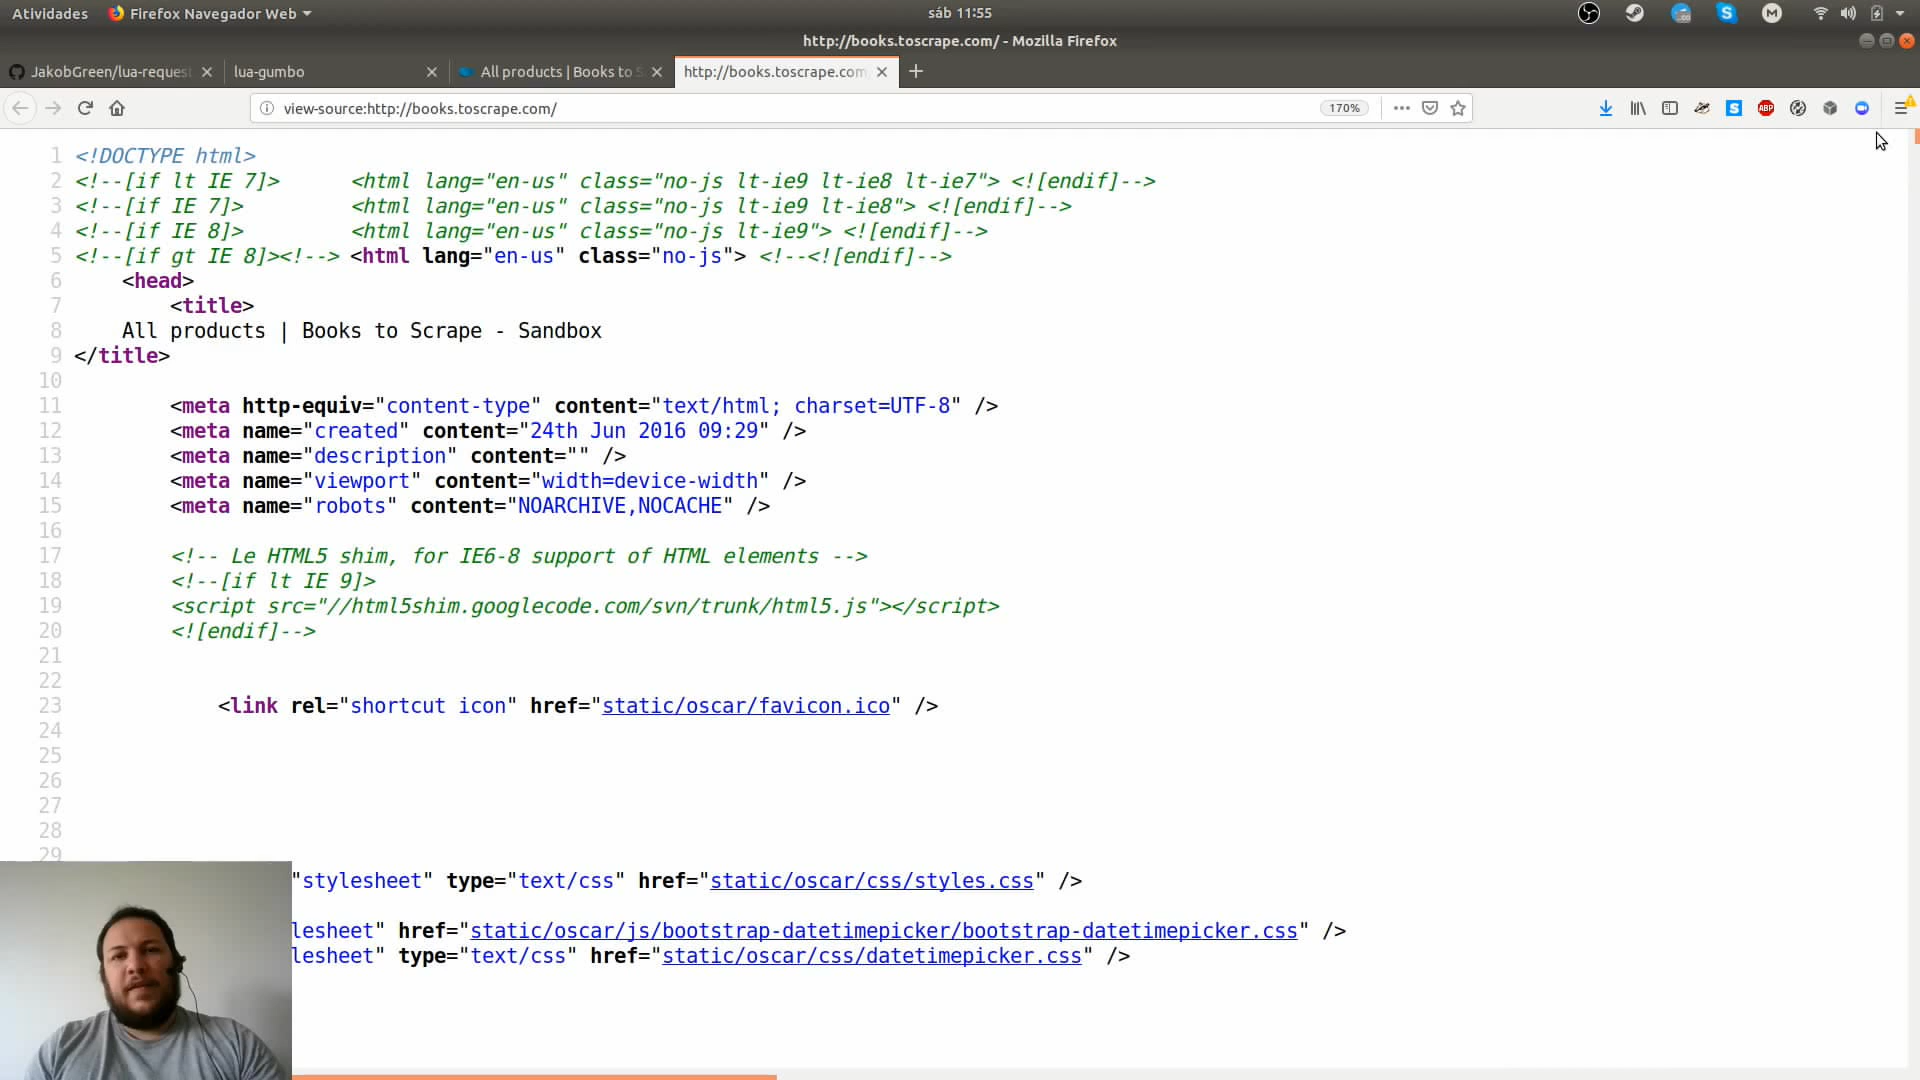 Atividades Firefox Navegador Web sáb 11:55
http://books.toscrape.com/ - Mozilla Firefox
JakobGreen/lua-reques lua-gumbo All products | Books to S http://books.toscrape.com
view-source:http://books.toscrape.com/ 170%
1 <!DOCTYPE html>
2 <!--[if lt IE 7]>      <html lang="en-us" class="no-js lt-ie9 lt-ie8 lt-ie7"> <![endif]-->
3 <!--[if IE 7]>         <html lang="en-us" class="no-js lt-ie9 lt-ie8"> <![endif]-->
4 <!--[if IE 8]>         <html lang="en-us" class="no-js lt-ie9"> <![endif]-->
5 <!--[if gt IE 8]><!--> <html lang="en-us" class="no-js"> <!--<![endif]-->
6     <head>
7         <title>
8     All products | Books to Scrape - Sandbox
9 </title>
10
11         <meta http-equiv="content-type" content="text/html; charset=UTF-8" />
12         <meta name="created" content="24th Jun 2016 09:29" />
13         <meta name="description" content="" />
14         <meta name="viewport" content="width=device-width" />
15         <meta name="robots" content="NOARCHIVE,NOCACHE" />
16
17         <!-- Le HTML5 shim, for IE6-8 support of HTML elements -->
18         <!--[if lt IE 9]>
19         <script src="//html5shim.googlecode.com/svn/trunk/html5.js"></script>
20         <![endif]-->
21
22
23             <link rel="shortcut icon" href="static/oscar/favicon.ico" />
24
25
26
27
28
29
"stylesheet" type="text/css" href="static/oscar/css/styles.css" />
lesheet" href="static/oscar/js/bootstrap-datetimepicker/bootstrap-datetimepicker.css" />
lesheet" type="text/css" href="static/oscar/css/datetimepicker.css" />